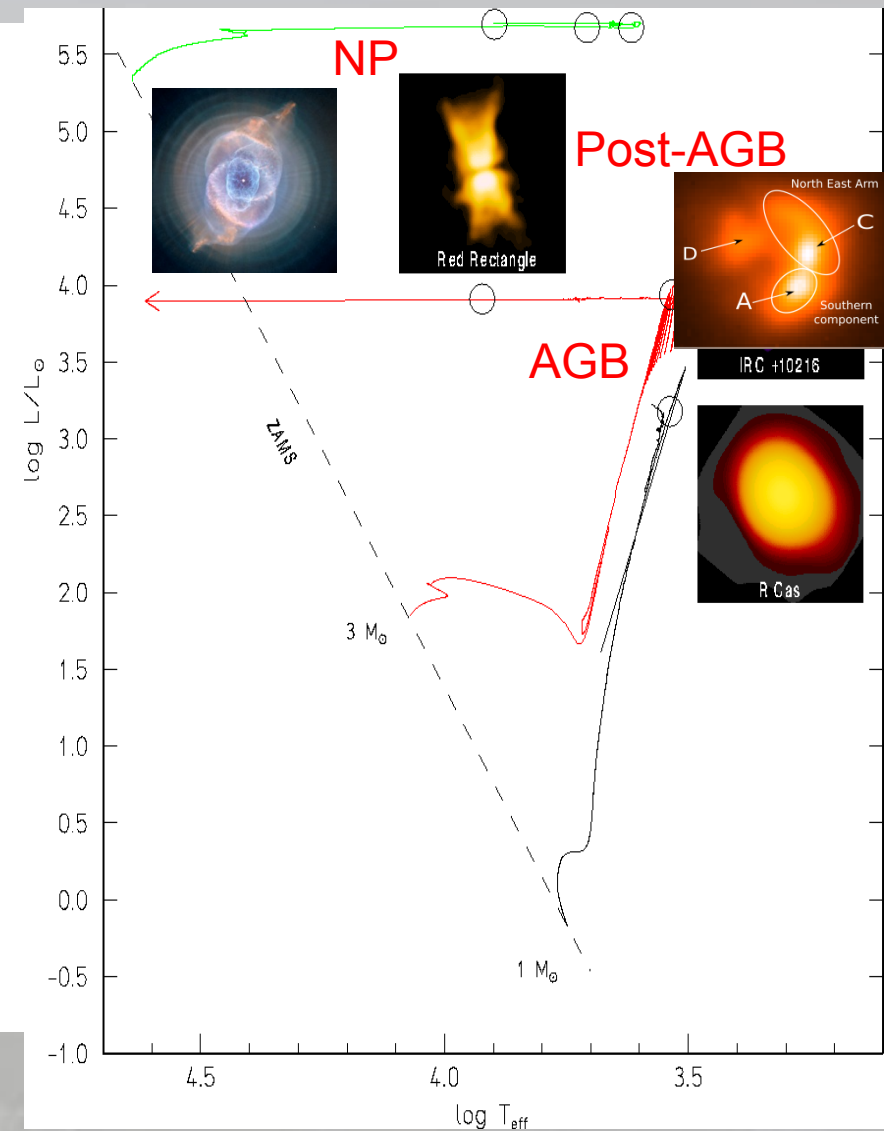 NP
Post-AGB
Red Rectangle
North East Arm
C
D
A
Southern
component
IRC +10216
AGB
R Cas
ZAMS
3 M⊙
1 M⊙
log L/L⊙
5.5
5.0
4.5
4.0
3.5
3.0
2.5
2.0
1.5
1.0
0.5
0.0
-0.5
-1.0
4.5
4.0
3.5
log Teff